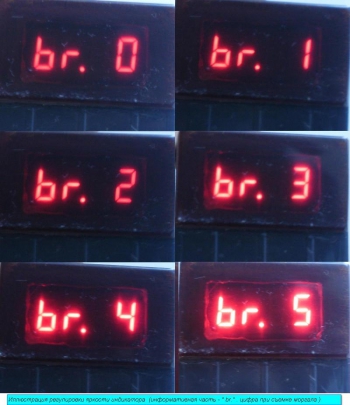 br. 0
br. 1
br. 2
br. 3
br. 4
br. 5
Иллюстрация регулировки яркости индикатора (информативная часть - " br." цифра при съемке моргала )